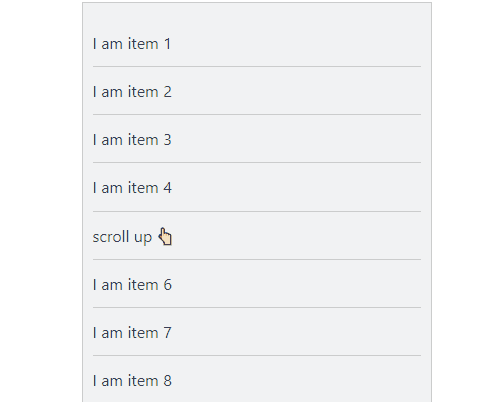 I am item 1
I am item 2
I am item 3
I am item 4
scroll up 👆
I am item 6
I am item 7
I am item 8